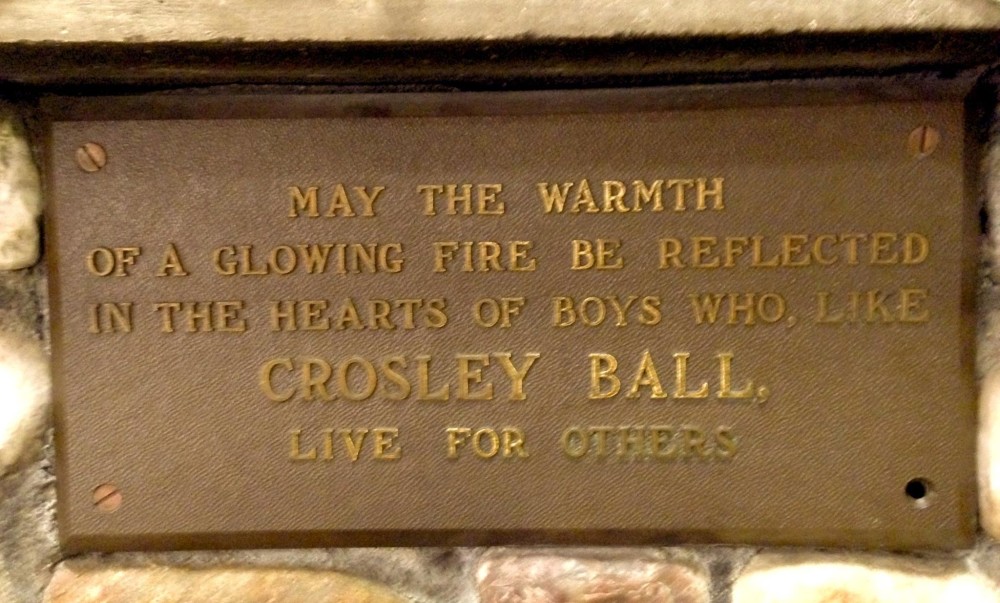 MAY THE WARMTH
OF A GLOWING FIRE BE REFLECTED
IN THE HEARTS OF BOYS WHO, LIKE
CROSLEY BALL,
LIVE FOR OTHERS